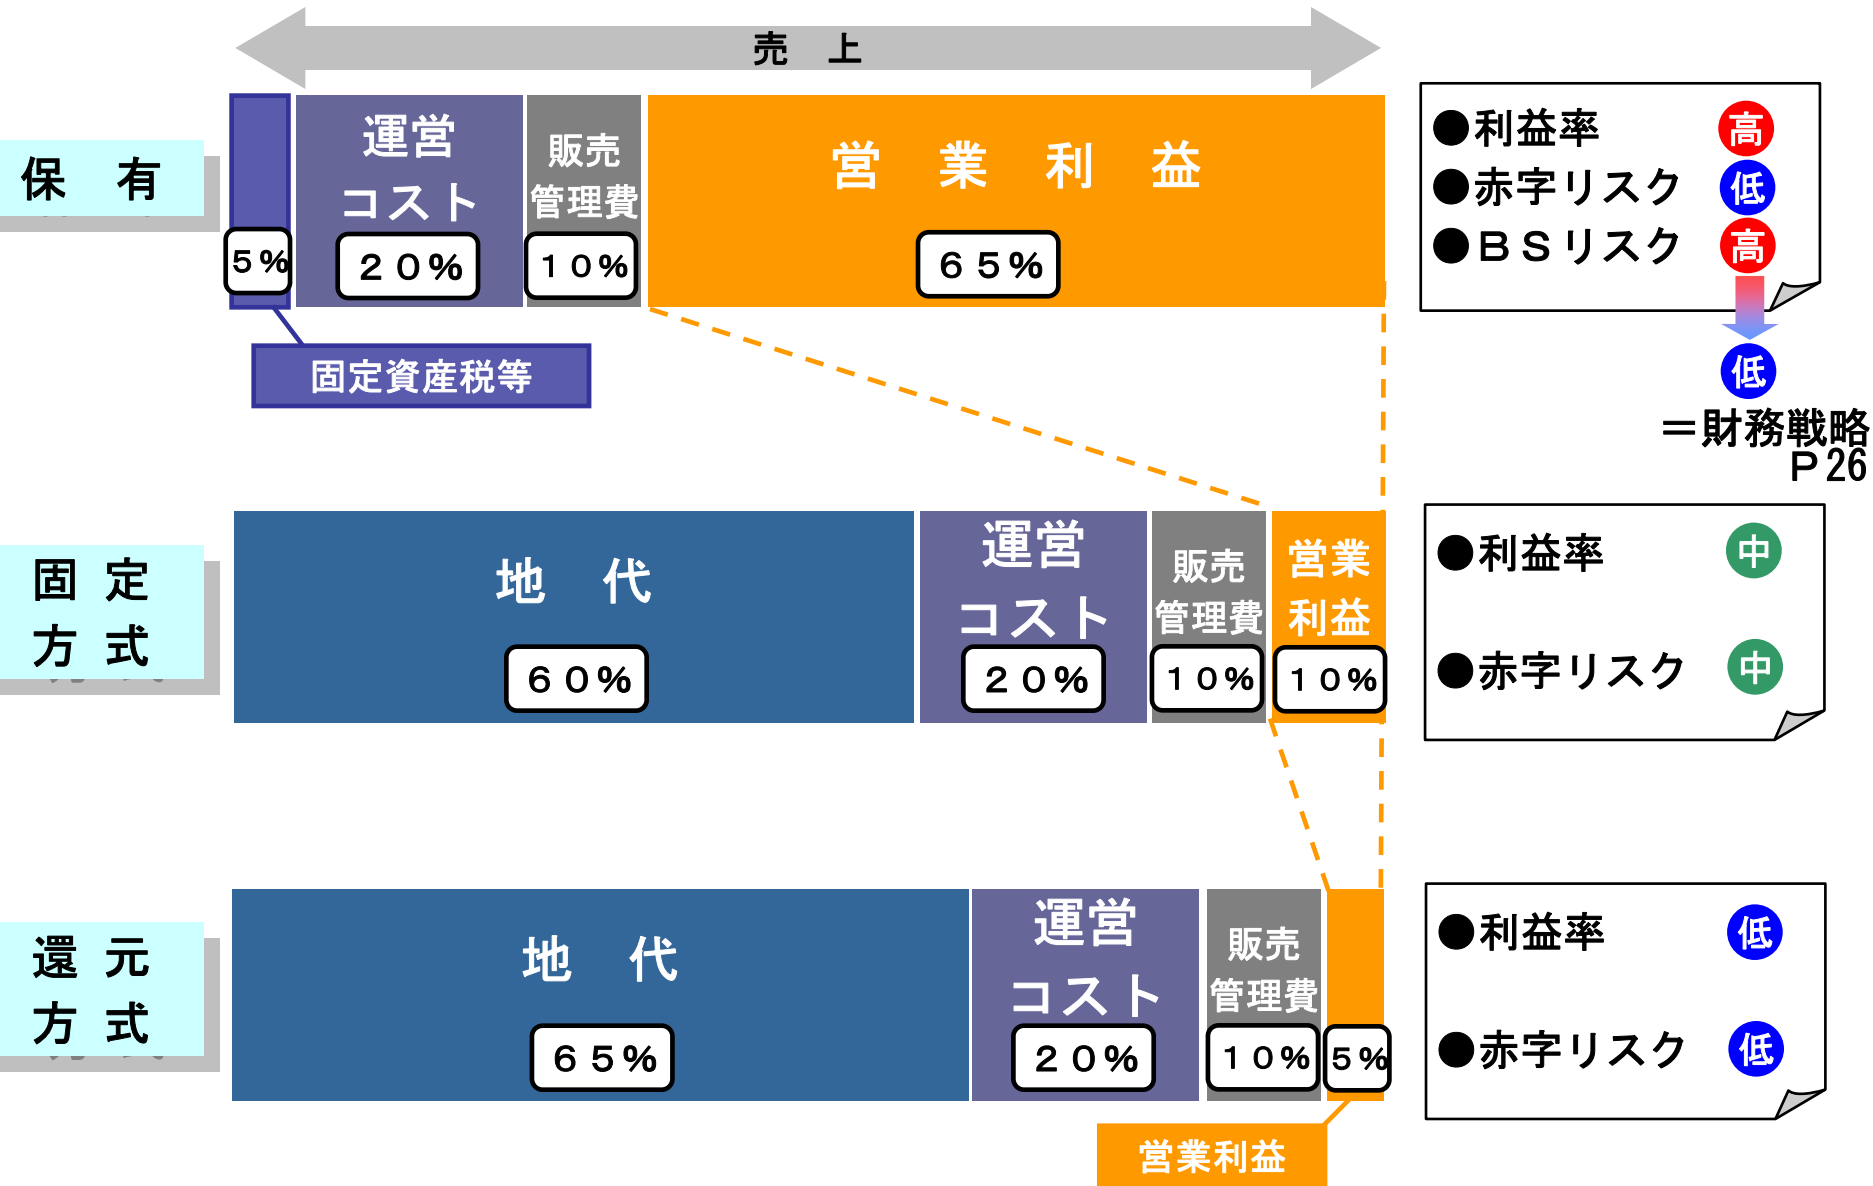 売　上
保　有
運営
コスト
販売
管理費
営　業　利　益
5％
２０％
１０％
６５％
固定資産税等
●利益率　高
●赤字リスク　低
●ＢＳリスク　高
低
＝財務戦略
Ｐ26
固 定
方 式
地　代
運営
コスト
販売
管理費
営業
利益
６０％
２０％
１０％
１０％
●利益率　中
●赤字リスク　中
還 元
方 式
地　代
運営
コスト
販売
管理費
６５％
２０％
１０％
５％
営業利益
●利益率　低
●赤字リスク　低